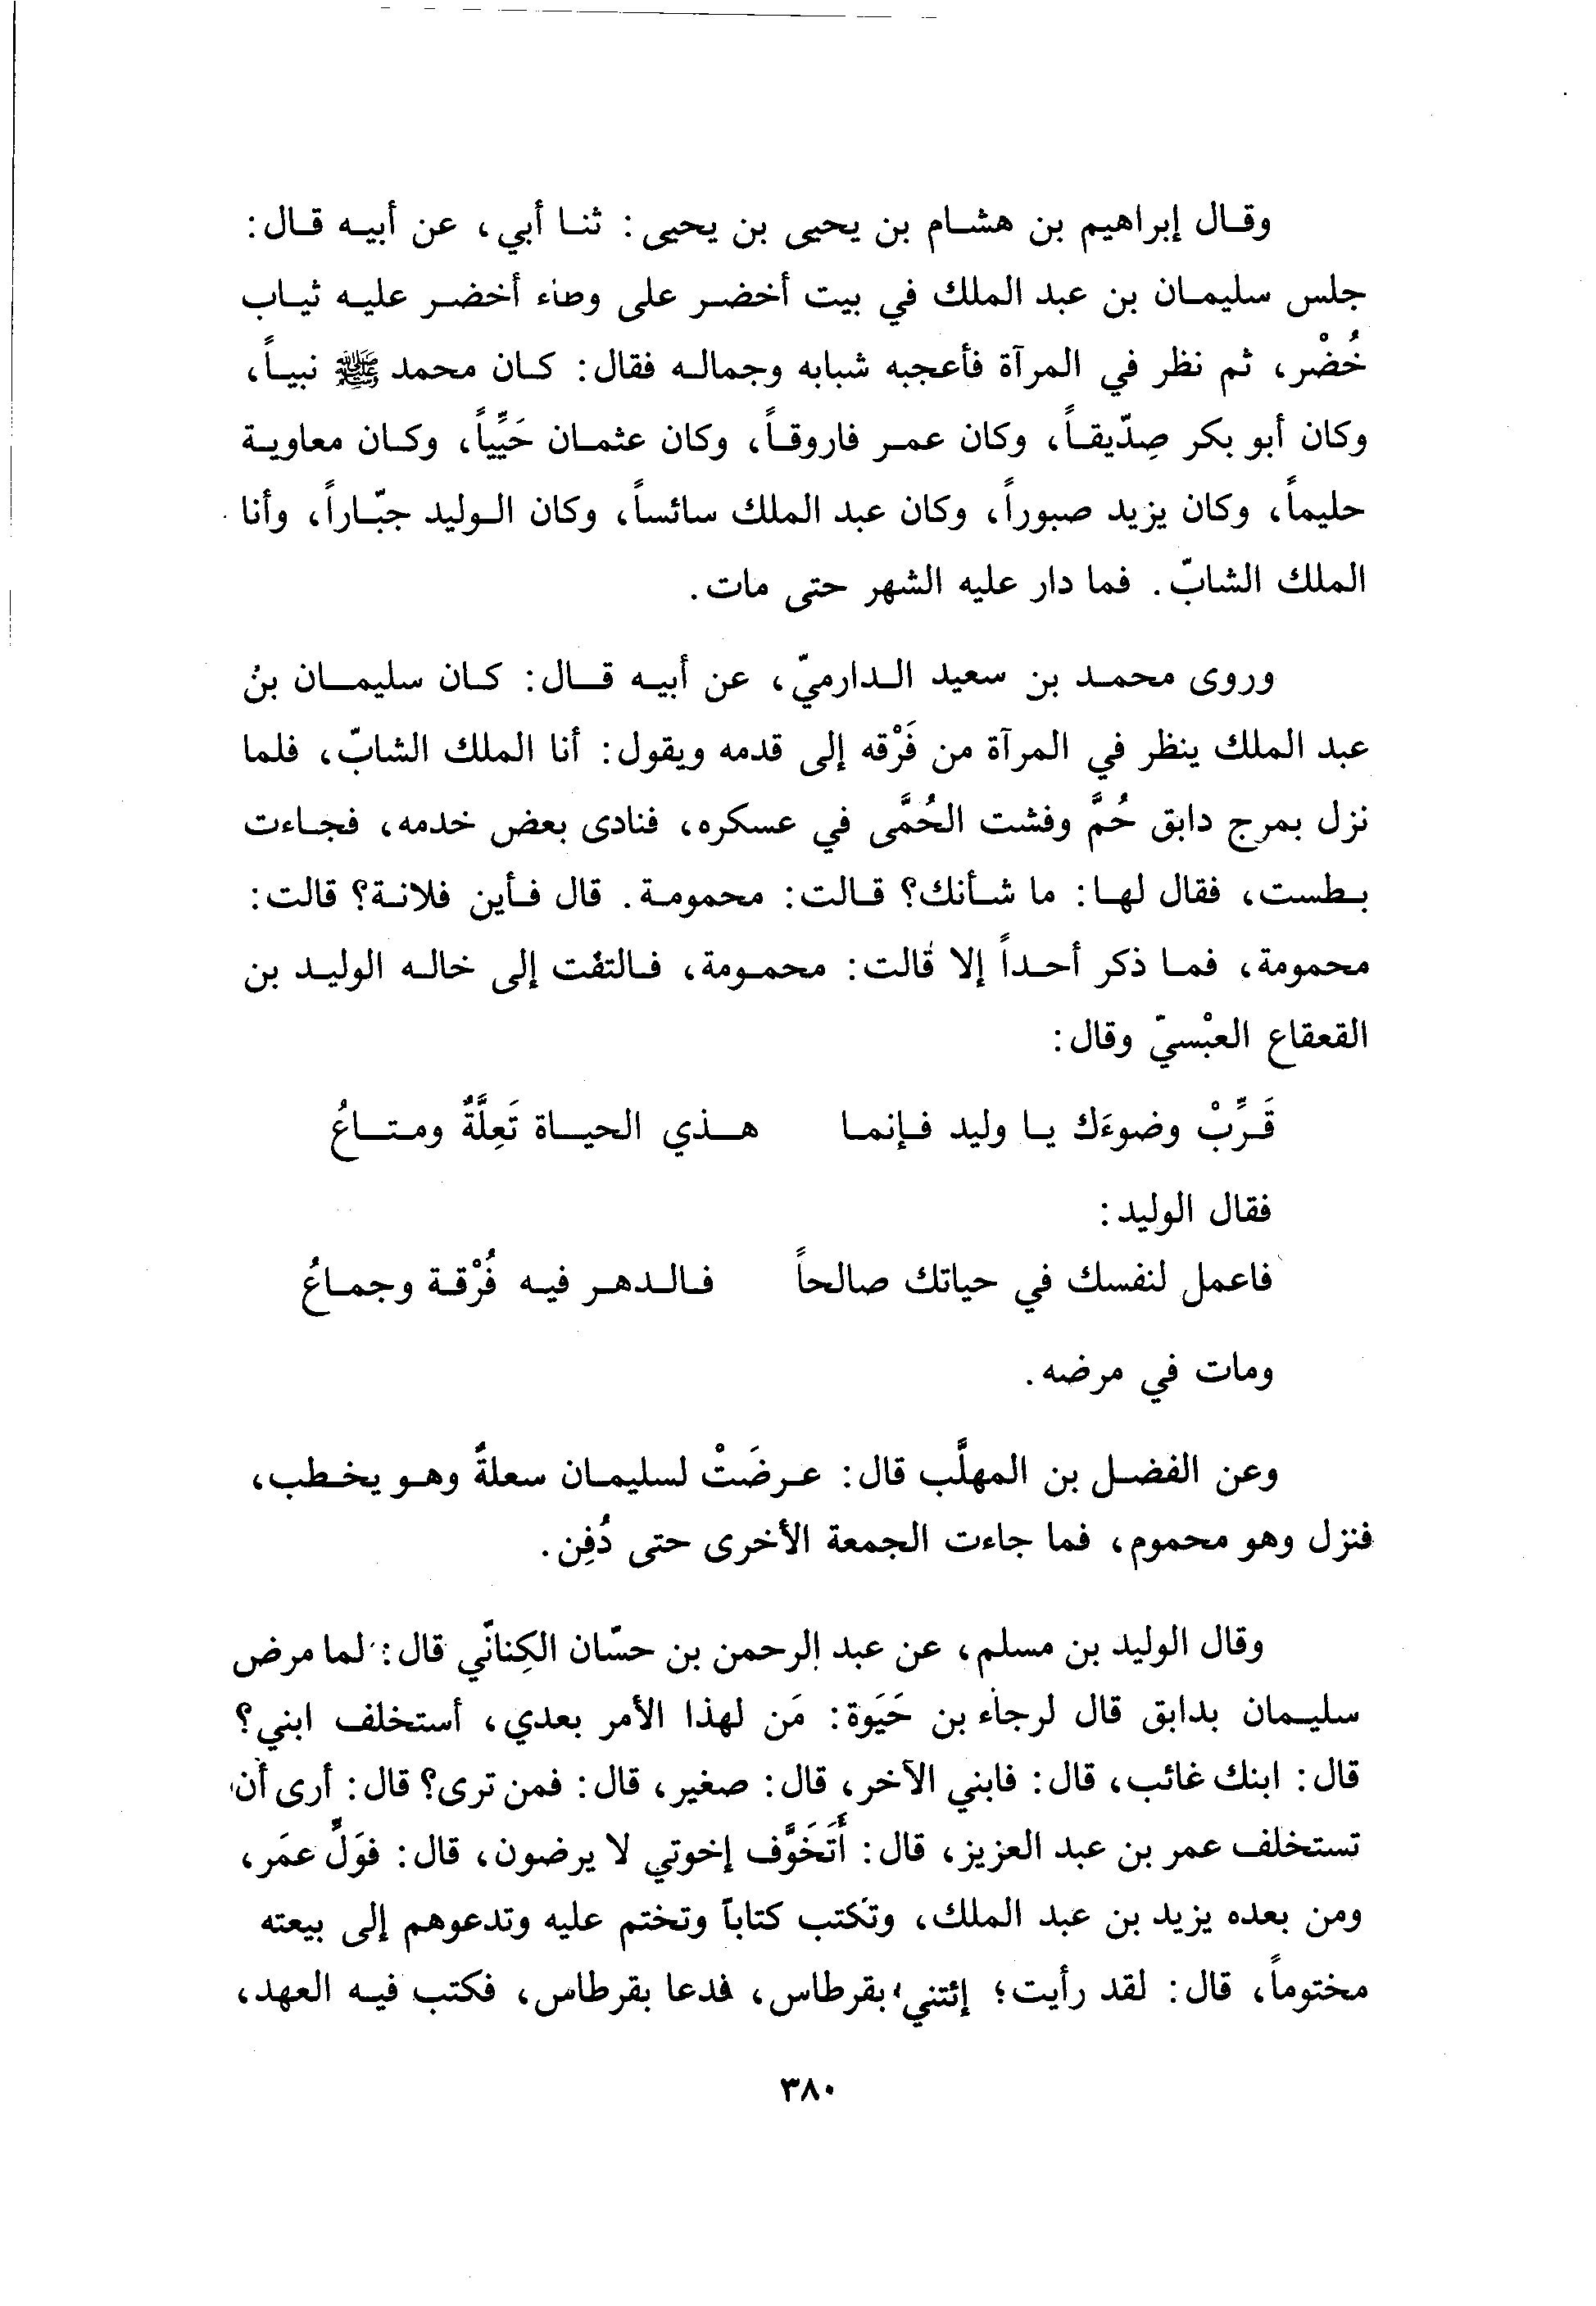 وقال إبراهيم بن هشام بن يحيى بن يحيى: ثنا أبي، عن أبيه قال:
جلس سليمان بن عبد الملك في بيت أخضر على وطاء أخضر عليه ثياب
خُضْر، ثم نظر في المرآة فأعجبه شبابه وجماله فقال: كان محمد ﷺ نبياً،
وكان أبو بكر صِدّيقاً، وكان عمر فاروقاً، وكان عثمان حَيِّياً، وكان معاوية
حليماً، وكان يزيد صبوراً، وكان عبد الملك سائساً، وكان الوليد جبّاراً، وأنا
الملك الشابّ. فما دار عليه الشهر حتى مات.
وروى محمد بن سعيد الدارميّ، عن أبيه قال: كان سليمان بنُ
عبد الملك ينظر في المرآة من فَرْقه إلى قدمه ويقول: أنا الملك الشابّ، فلما
نزل بمرج دابق حُمَّ وفشت الحُمَّى في عسكره، فنادى بعض خدمه، فجاءت
بطست، فقال لها: ما شأنك؟ قالت: محمومة. قال فأين فلانة؟ قالت:
محمومة، فما ذكر أحداً إلا قالت: محمومة، فالتفت إلى خاله الوليد بن
القعقاع العبْسيّ وقال:
قَرِّبْ وضوءَك يا وليد فإنما هذي الحياة تَعِلَّةٌ ومتاعُ
فقال الوليد:
فاعمل لنفسك في حياتك صالحاً فالدهر فيه فُرْقة وجماعُ
ومات في مرضه.
وعن الفضل بن المهلَّب قال: عرضَتْ لسليمان سعلةٌ وهو يخطب،
فنزل وهو محموم، فما جاءت الجمعة الأخرى حتى دُفِن.
وقال الوليد بن مسلم، عن عبد الرحمن بن حسّان الكِنانّي قال: لما مرض
سليمان بدابق قال لرجاء بن حَيَوة: مَن لهذا الأمر بعدي، أستخلف ابني؟
قال: ابنك غائب، قال: فابني الآخر، قال: صغير، قال: فمن ترى؟ قال: أرى أن
تستخلف عمر بن عبد العزيز، قال: أَتَخَوَّف إخوتي لا يرضون، قال: فوَلِّ عمَر،
ومن بعده يزيد بن عبد الملك، وتكتب كتاباً وتختم عليه وتدعوهم إلى بيعته
مختوماً، قال: لقد رأيت؛ إئتني بقرطاس، فدعا بقرطاس، فكتب فيه العهد،
٣٨٠